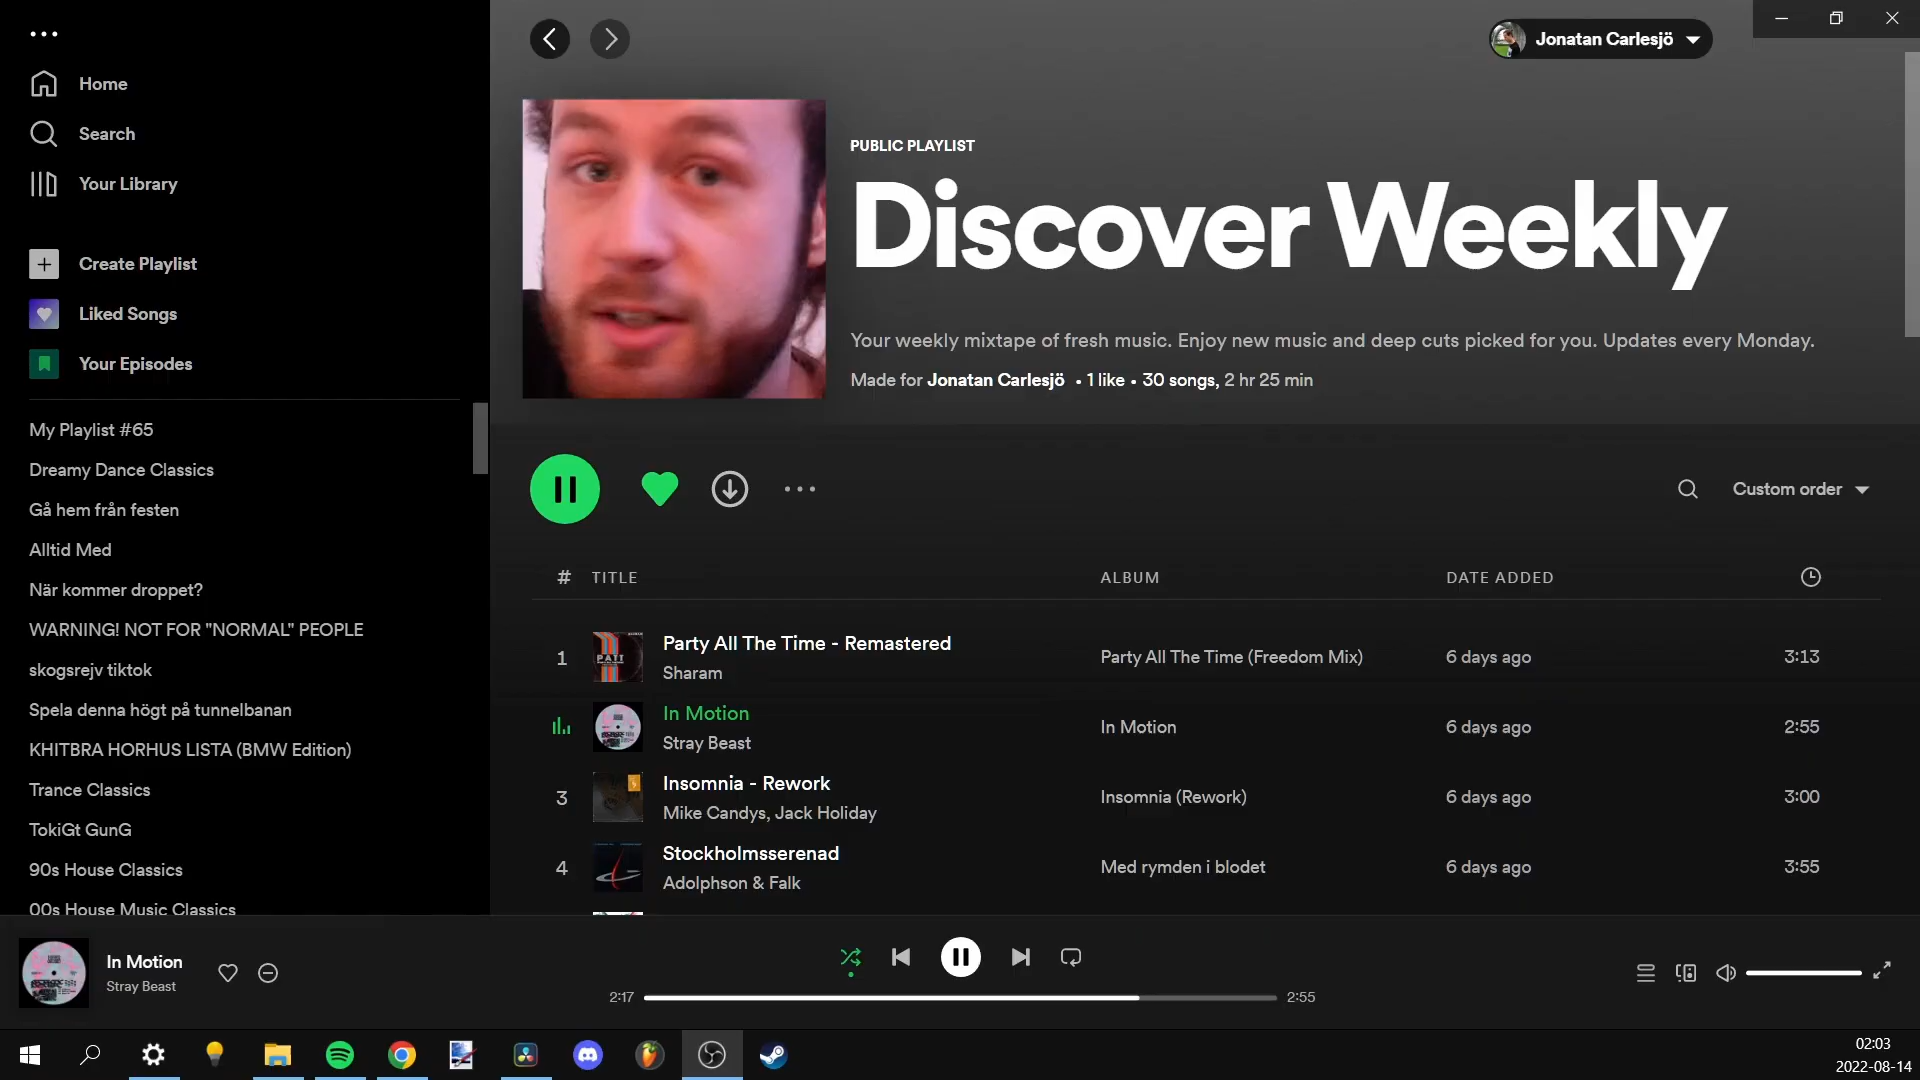 Home
Search
Your Library
Create Playlist
Liked Songs
Your Episodes
My Playlist #65
Dreamy Dance Classics
Gå hem från festen
Alltid Med
När kommer droppet?
WARNING! NOT FOR "NORMAL" PEOPLE
skogsrejv tiktok
Spela denna högt på tunnelbanan
KHITBRA HORHUS LISTA (BMW Edition)
Trance Classics
TokiGt GunG
90s House Classics
00s House Music Classics
Jonatan Carlesjö
PUBLIC PLAYLIST
Discover Weekly
Your weekly mixtape of fresh music. Enjoy new music and deep cuts picked for you. Updates every Monday.
Made for Jonatan Carlesjö • 1 like • 30 songs, 2 hr 25 min
Custom order
# TITLE ALBUM DATE ADDED
1 Party All The Time - Remastered Party All The Time (Freedom Mix) 6 days ago 3:13
Sharam
In Motion In Motion 6 days ago 2:55
Stray Beast
3 Insomnia - Rework Insomnia (Rework) 6 days ago 3:00
Mike Candys, Jack Holiday
4 Stockholmsserenad Med rymden i blodet 6 days ago 3:55
Adolphson & Falk
In Motion
Stray Beast
2:17 2:55
02:03
2022-08-14